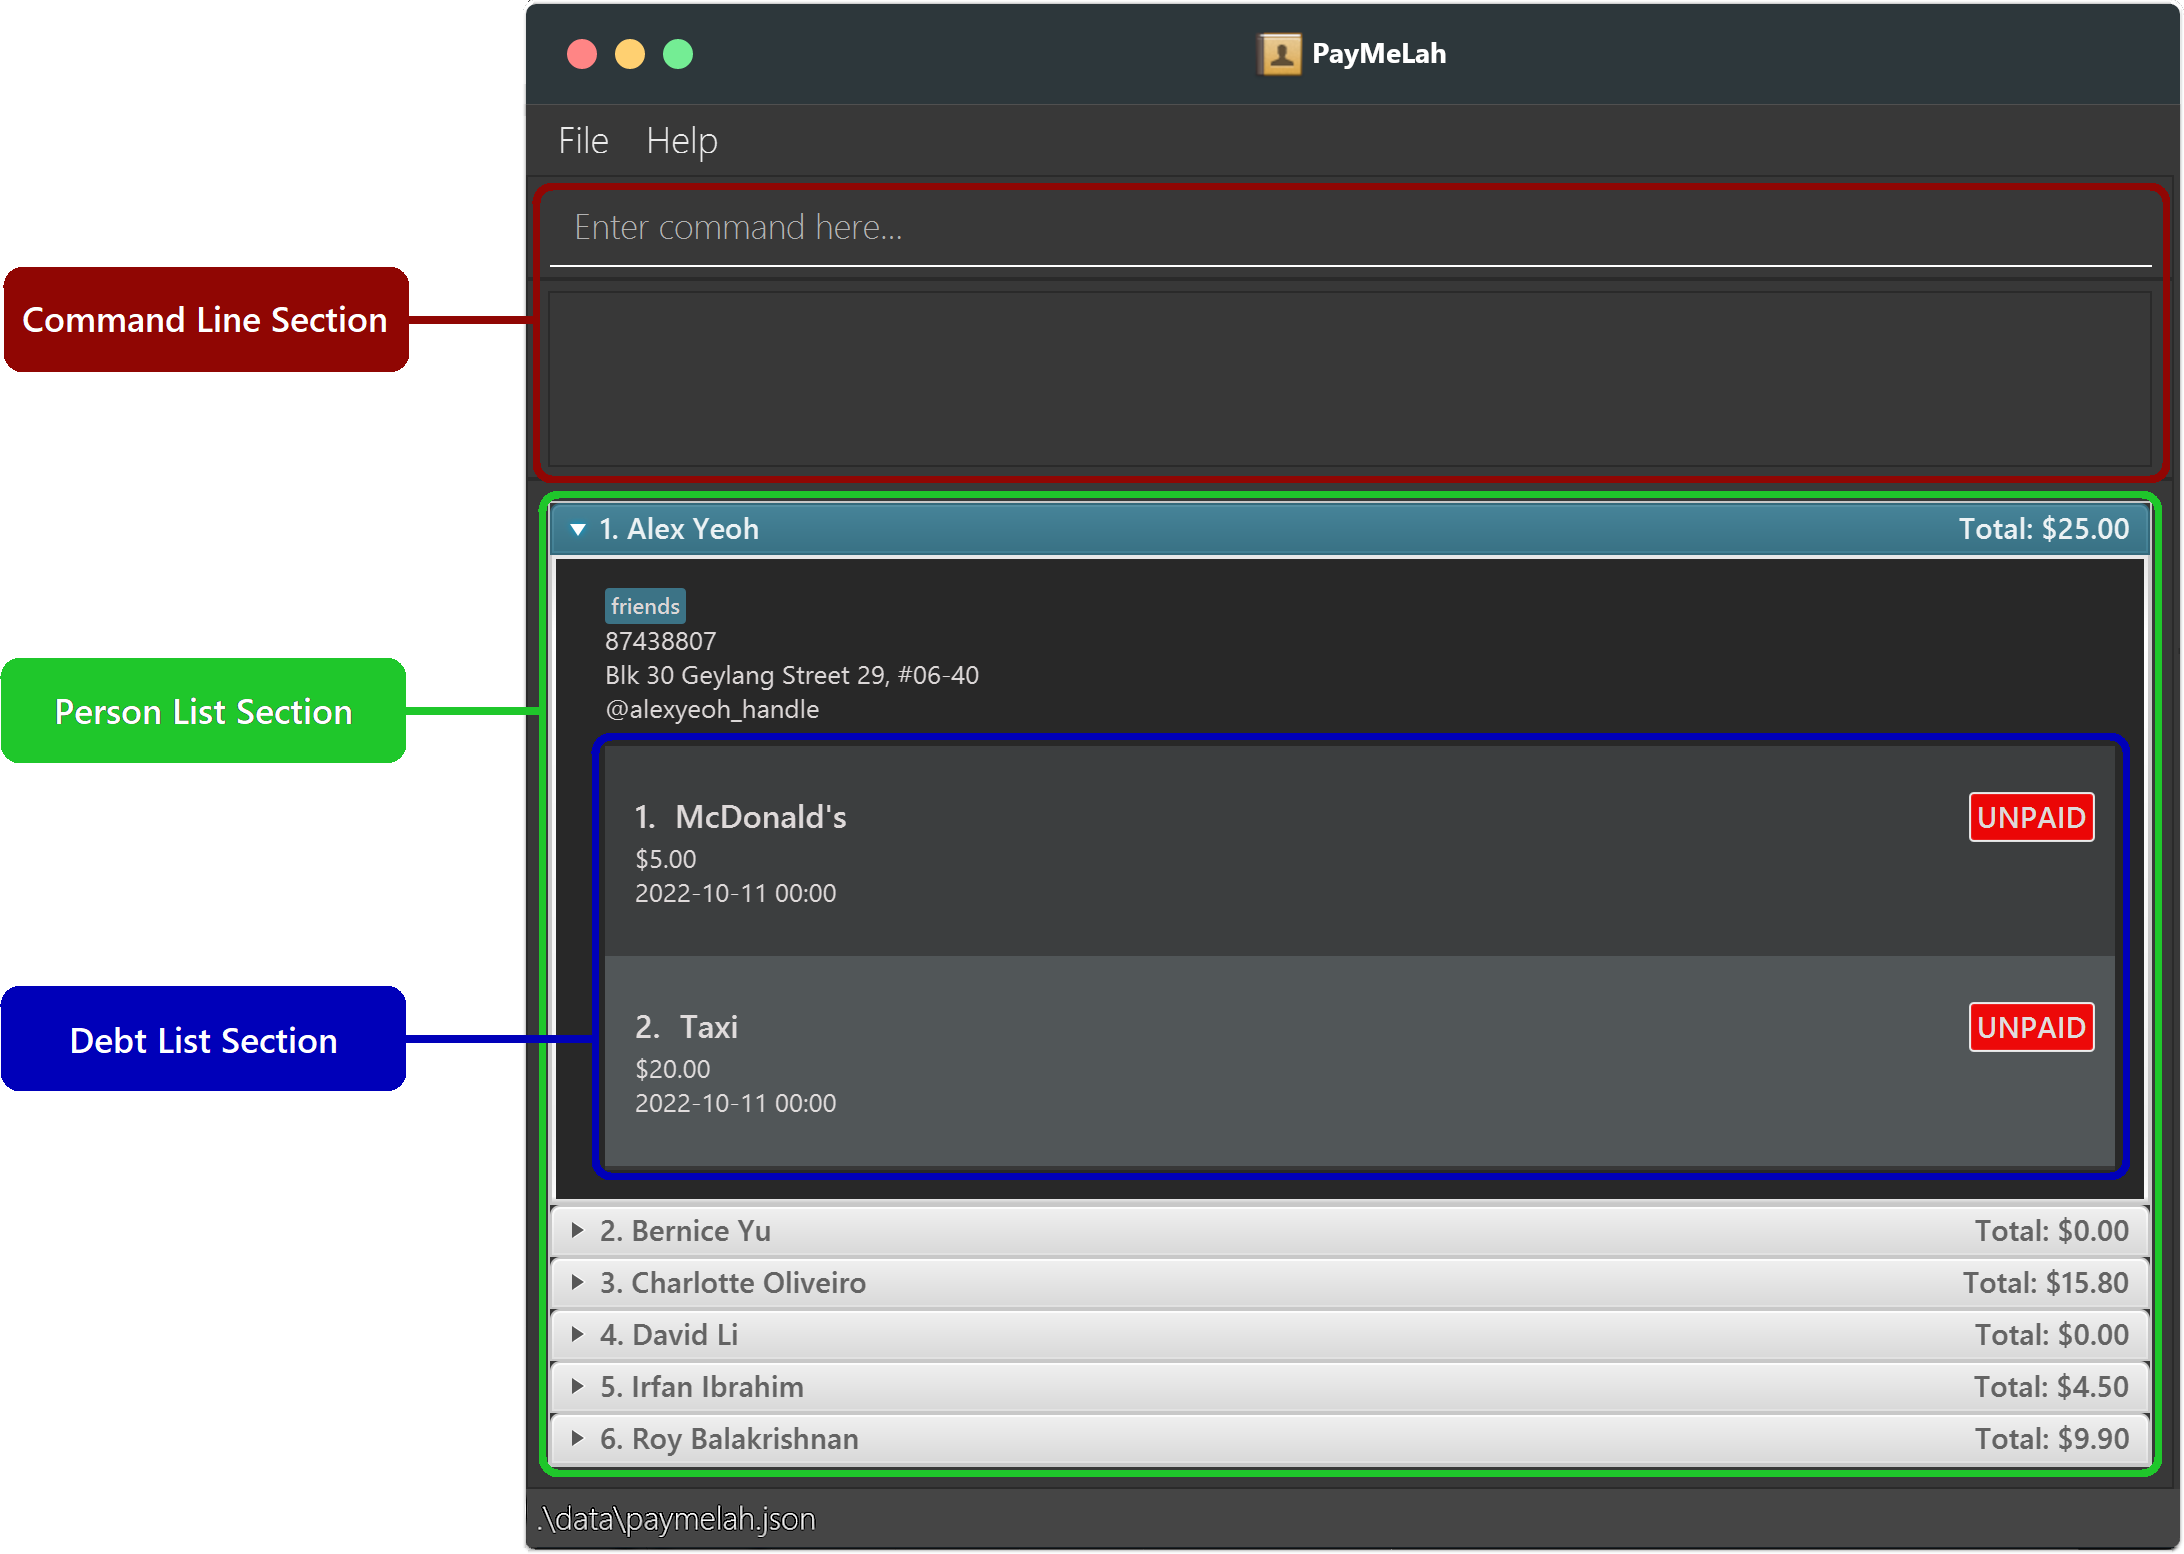 PayMeLah
File Help
Enter command here...
Command Line Section
1. Alex Yeoh Total: $25.00
friends
87438807
Blk 30 Geylang Street 29, #06-40
@alexyeoh_handle
Person List Section
1. McDonald's UNPAID
$5.00
2022-10-11 00:00
Debt List Section
2. Taxi UNPAID
$20.00
2022-10-11 00:00
2. Bernice Yu Total: $0.00
3. Charlotte Oliveiro Total: $15.80
4. David Li Total: $0.00
5. Irfan Ibrahim Total: $4.50
6. Roy Balakrishnan Total: $9.90
.\data\paymelah.json